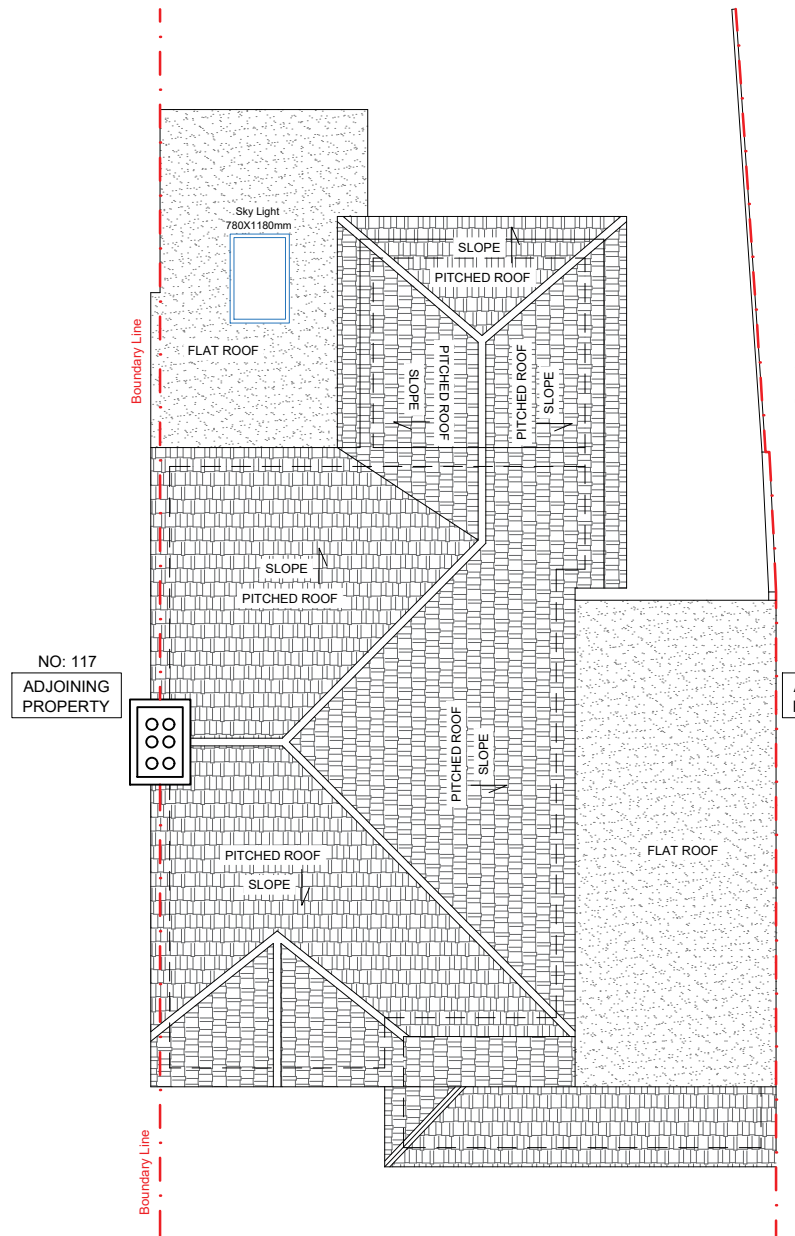 Sky Light
780X1180mm
SLOPE
PITCHED ROOF
Boundary Line
FLAT ROOF
SLOPE
PITCHED ROOF
PITCHED ROOF
SLOPE
SLOPE
PITCHED ROOF
NO: 117
ADJOINING
PROPERTY
PITCHED ROOF
SLOPE
PITCHED ROOF
SLOPE
FLAT ROOF
Boundary Line